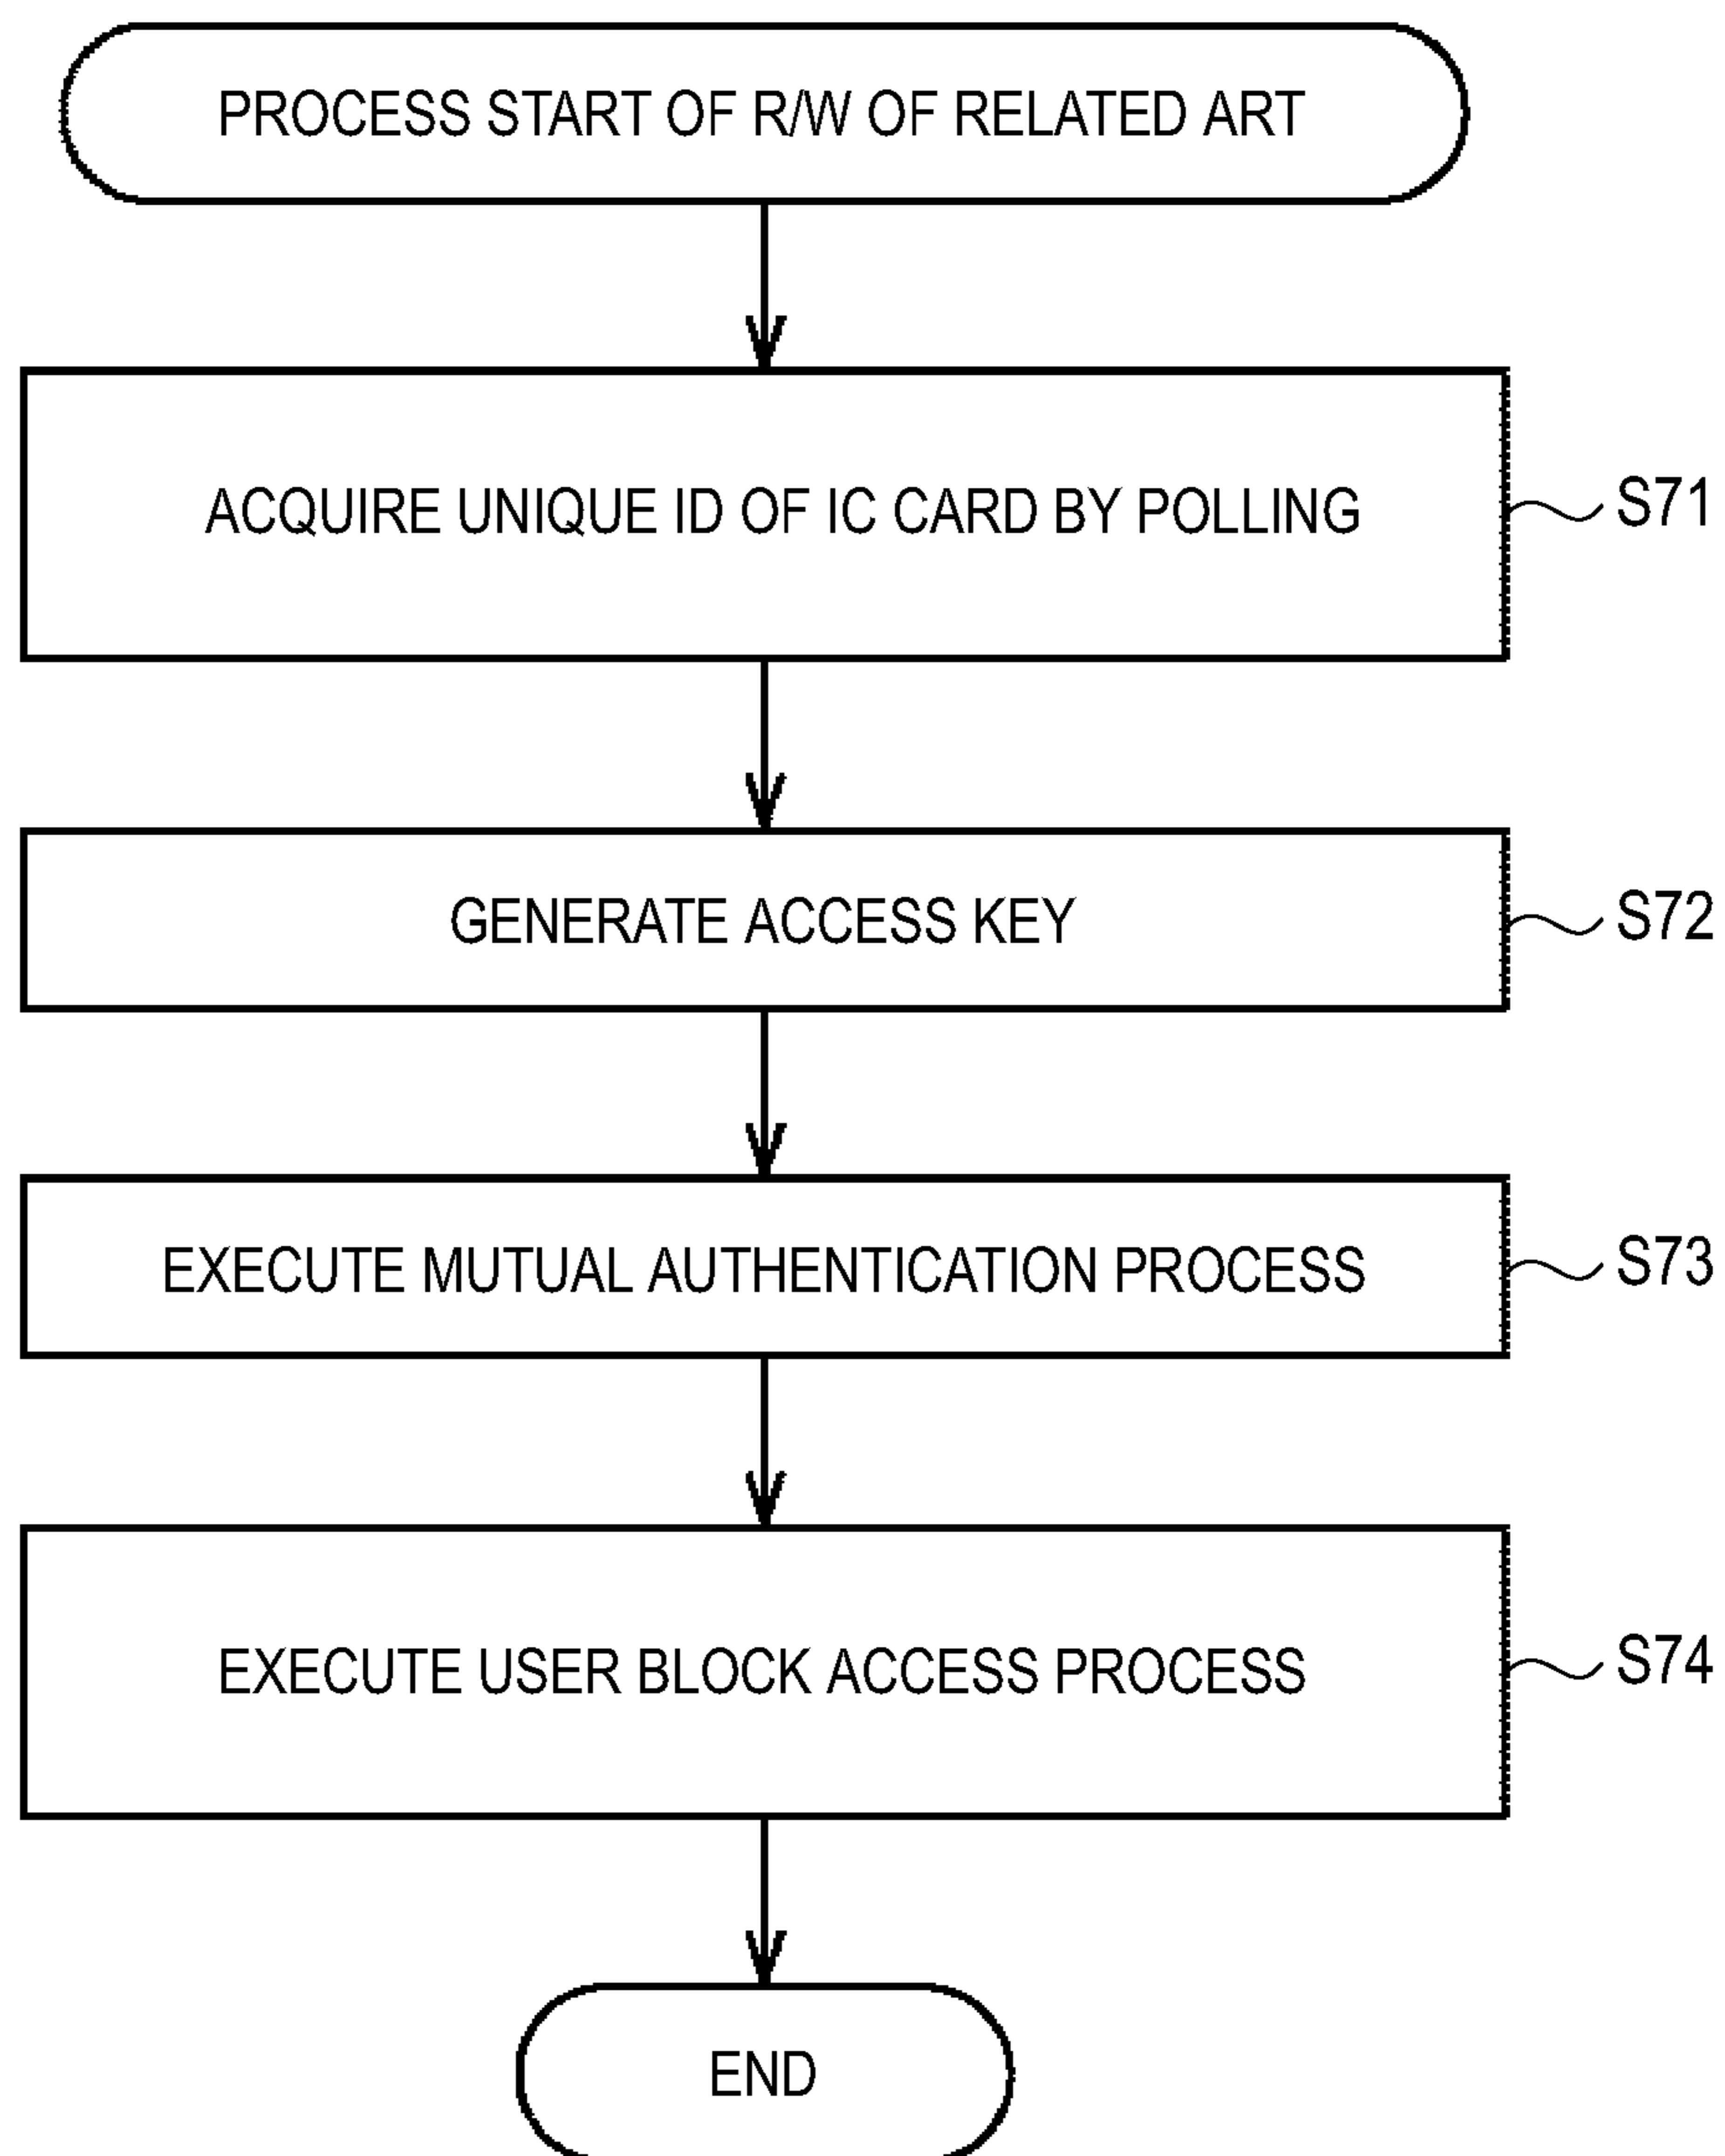 PROCESS START OF R/W OF RELATED ART
ACQUIRE UNIQUE ID OF IC CARD BY POLLING
S71
GENERATE ACCESS KEY
S72
EXECUTE MUTUAL AUTHENTICATION PROCESS
S73
EXECUTE USER BLOCK ACCESS PROCESS
S74
END